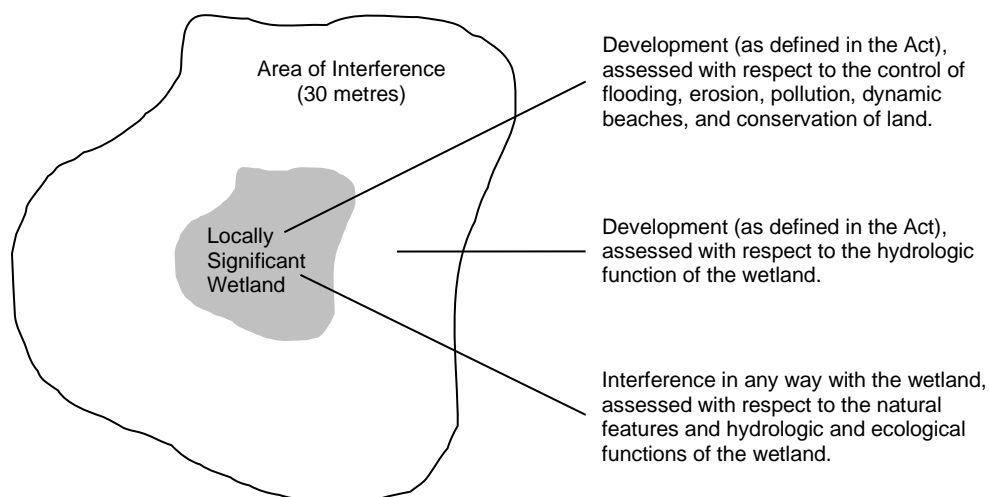 Area of Interference
(30 metres)
Locally
Significant
Wetland
Development (as defined in the Act),
assessed with respect to the control of
flooding, erosion, pollution, dynamic
beaches, and conservation of land.
Development (as defined in the Act),
assessed with respect to the hydrologic
function of the wetland.
Interference in any way with the wetland,
assessed with respect to the natural
features and hydrologic and ecological
functions of the wetland.